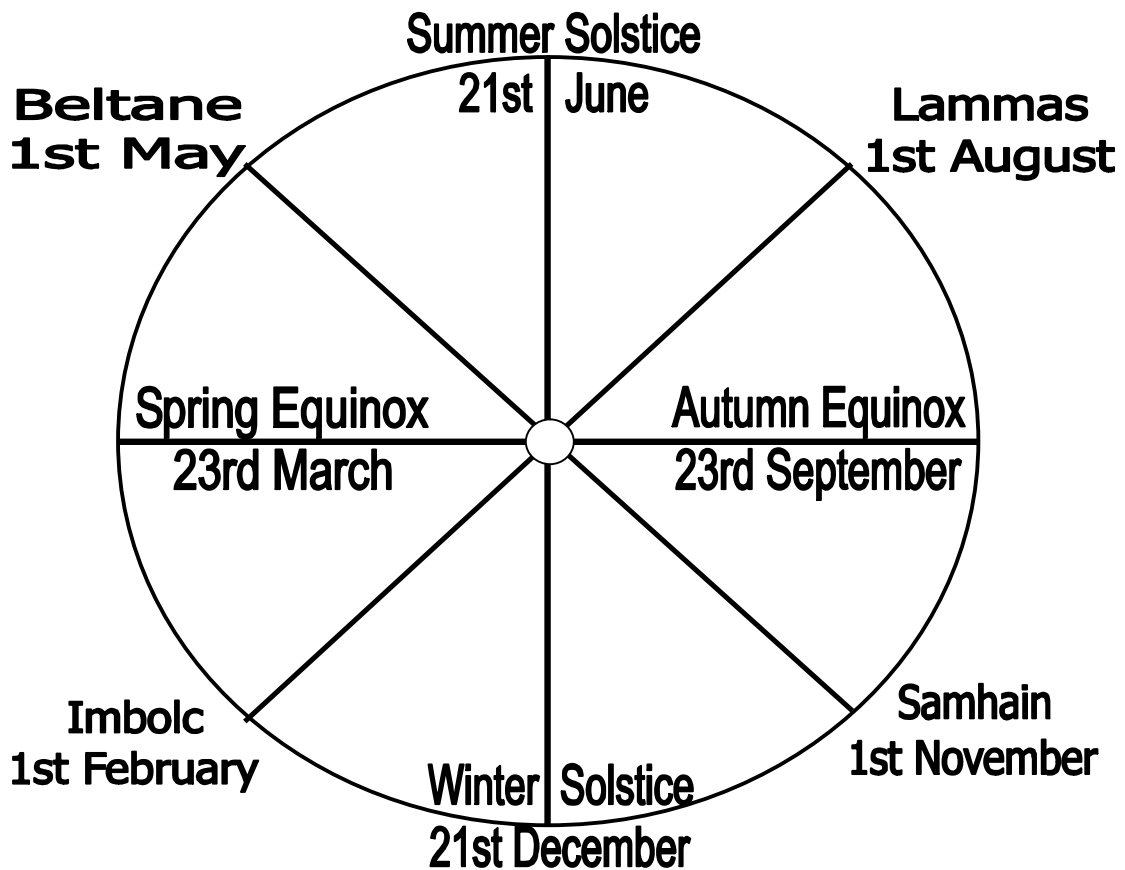 Summer Solstice
21st June
Beltane
1st May
Lammas
1st August
Spring Equinox
23rd March
Autumn Equinox
23rd September
Imbolc
1st February
Samhain
1st November
Winter Solstice
21st December